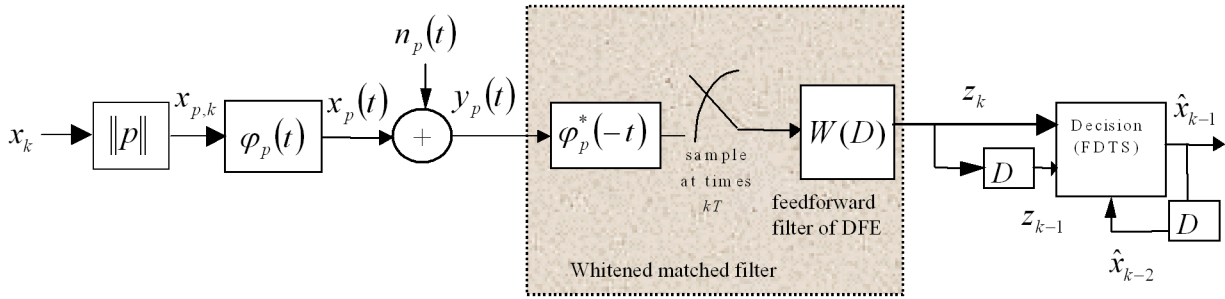 x_k
‖p‖
x_{p,k}
φ_p(t)
x_p(t)
n_p(t)
+
y_p(t)
φ_p^*(-t)
sample
at times
kT
W(D)
feedforward
filter of DFE
Whitened matched filter
z_k
D
z_{k-1}
Decision
(FDTS)
x̂_{k-1}
D
x̂_{k-2}